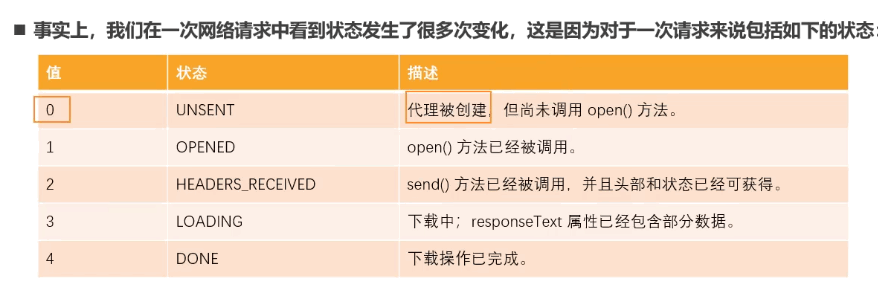 事实上，我们在一次网络请求中看到状态发生了很多次变化，这是因为对于一次请求来说包括如下的状态：
值 状态 描述
0 UNSENT 代理被创建，但尚未调用 open() 方法。
1 OPENED open() 方法已经被调用。
2 HEADERS_RECEIVED send() 方法已经被调用，并且头部和状态已经可获得。
3 LOADING 下载中；responseText 属性已经包含部分数据。
4 DONE 下载操作已完成。